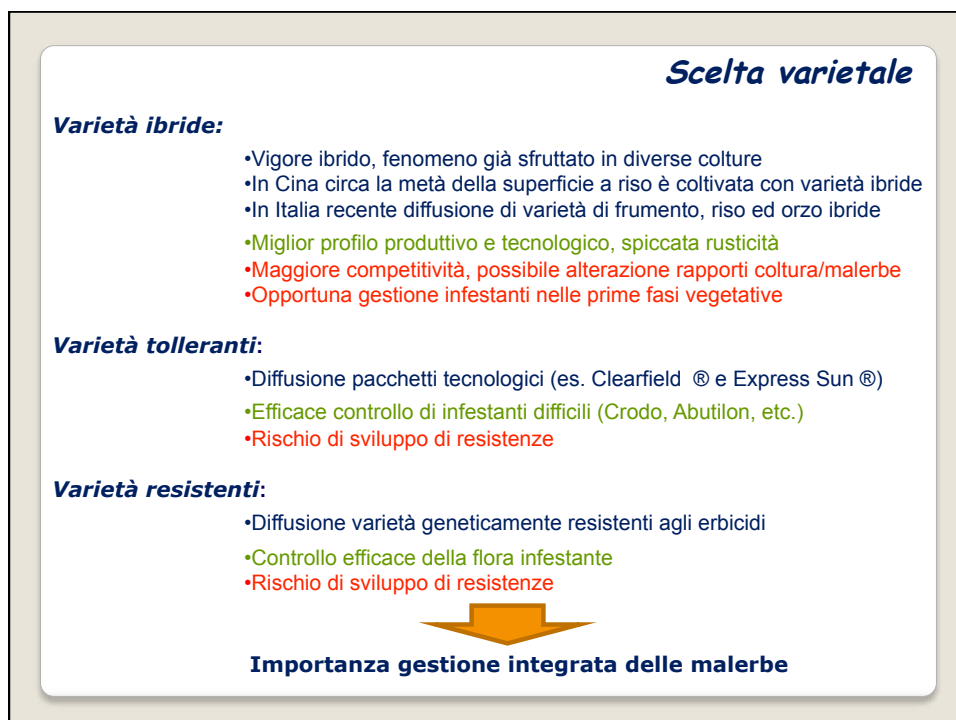 Scelta varietale
Varietà ibride:
•Vigore ibrido, fenomeno già sfruttato in diverse colture
•In Cina circa la metà della superficie a riso è coltivata con varietà ibride
•In Italia recente diffusione di varietà di frumento, riso ed orzo ibride
•Miglior profilo produttivo e tecnologico, spiccata rusticità
•Maggiore competitività, possibile alterazione rapporti coltura/malerbe
•Opportuna gestione infestanti nelle prime fasi vegetative
Varietà tolleranti:
•Diffusione pacchetti tecnologici (es. Clearfield ® e Express Sun ®)
•Efficace controllo di infestanti difficili (Crodo, Abutilon, etc.)
•Rischio di sviluppo di resistenze
Varietà resistenti:
•Diffusione varietà geneticamente resistenti agli erbicidi
•Controllo efficace della flora infestante
•Rischio di sviluppo di resistenze
Importanza gestione integrata delle malerbe